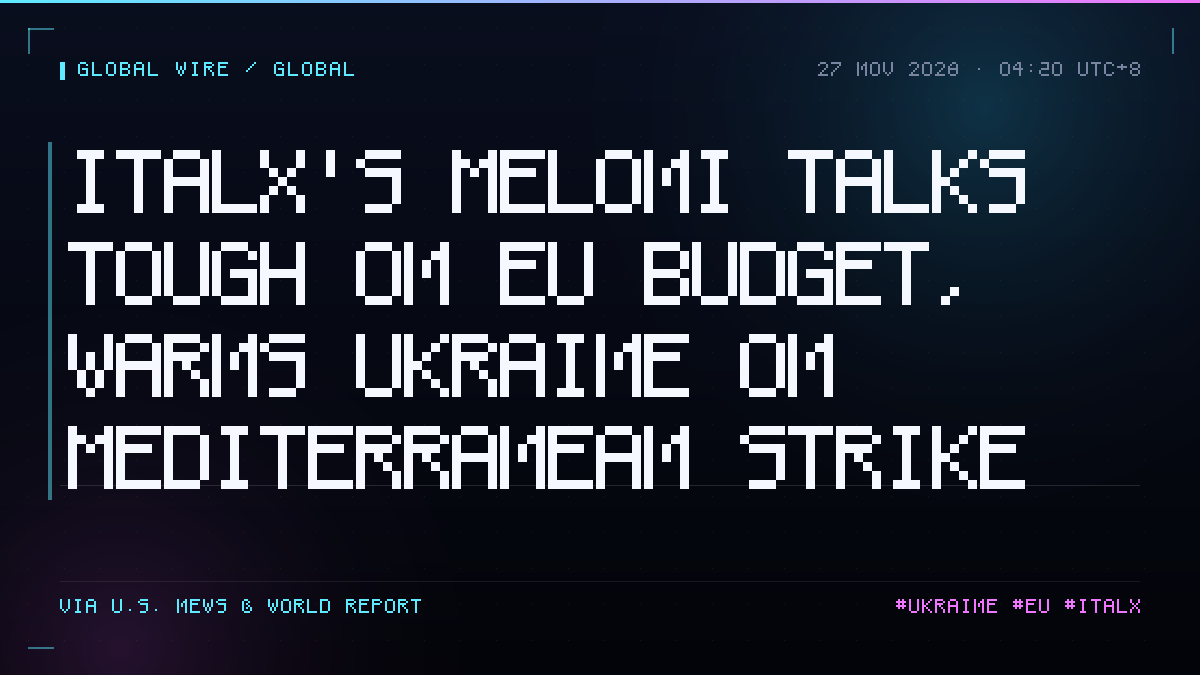 GLOBAL WIRE / GLOBAL
27 NOV 2026 · 04:20 UTC+8
ITALY'S MELONI TALKS
TOUGH ON EU BUDGET,
WARNS UKRAINE ON
MEDITERRANEAN STRIKE
VIA U.S. NEWS & WORLD REPORT
#UKRAINE #EU #ITALY